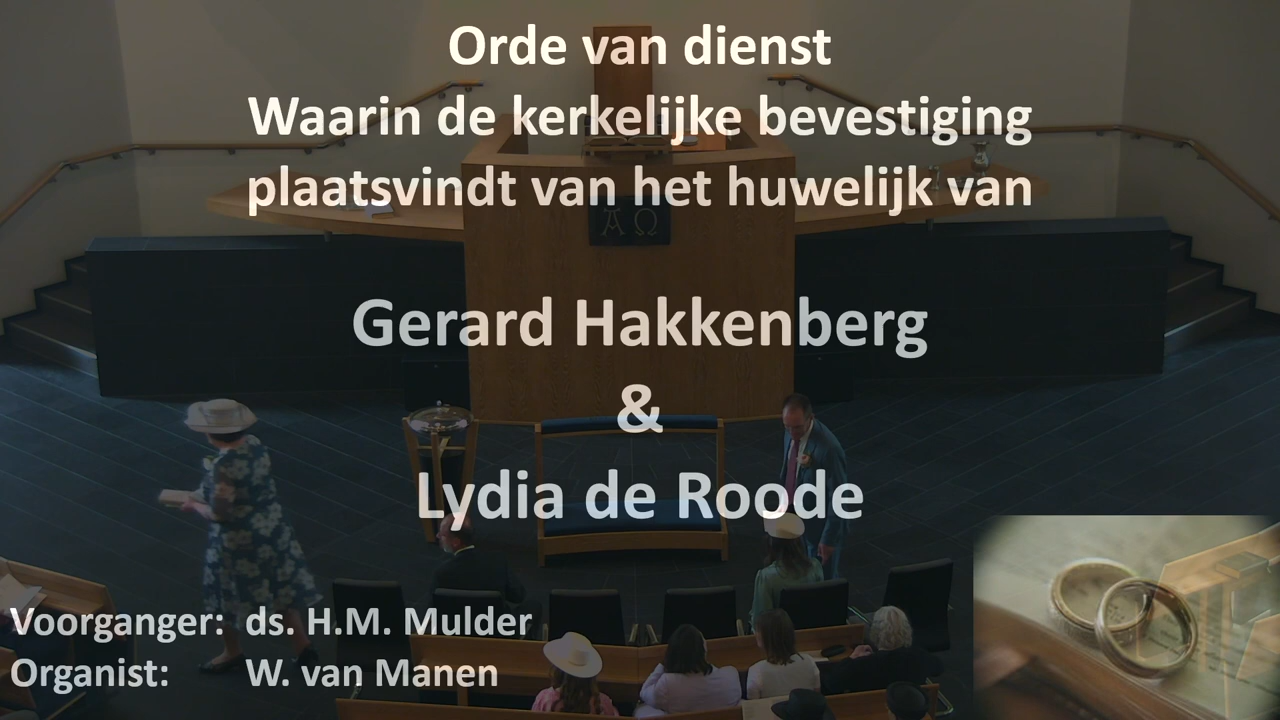 Orde van dienst
Waarin de kerkelijke bevestiging
plaatsvindt van het huwelijk van
ΑΩ
Gerard Hakkenberg
&
Lydia de Roode
Voorganger: ds. H.M. Mulder
Organist: W. van Manen